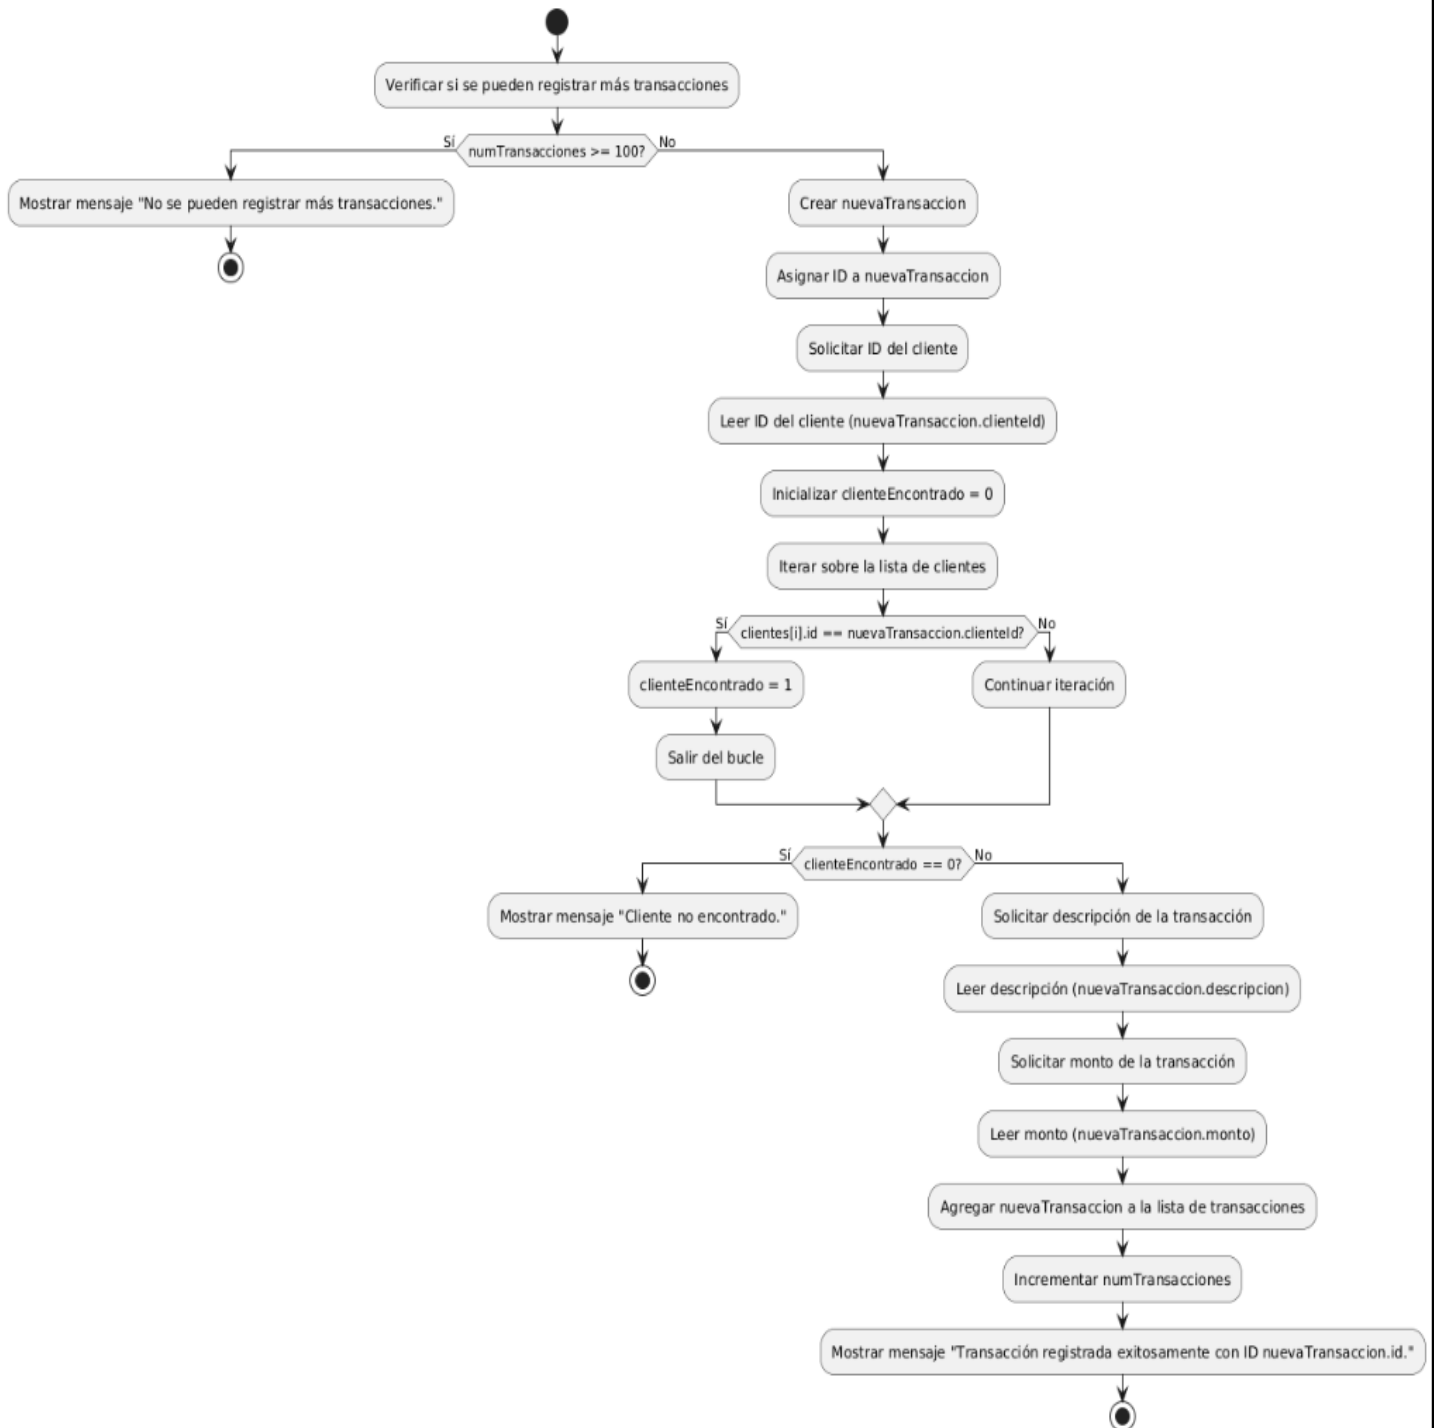 Verificar si se pueden registrar más transacciones
Sí
numTransacciones >= 100?
No
Mostrar mensaje "No se pueden registrar más transacciones."
Crear nuevaTransaccion
Asignar ID a nuevaTransaccion
Solicitar ID del cliente
Leer ID del cliente (nuevaTransaccion.clienteId)
Inicializar clienteEncontrado = 0
Iterar sobre la lista de clientes
Sí
clientes[i].id == nuevaTransaccion.clienteId?
No
clienteEncontrado = 1
Continuar iteración
Salir del bucle
Sí
clienteEncontrado == 0?
No
Mostrar mensaje "Cliente no encontrado."
Solicitar descripción de la transacción
Leer descripción (nuevaTransaccion.descripcion)
Solicitar monto de la transacción
Leer monto (nuevaTransaccion.monto)
Agregar nuevaTransaccion a la lista de transacciones
Incrementar numTransacciones
Mostrar mensaje "Transacción registrada exitosamente con ID nuevaTransaccion.id."